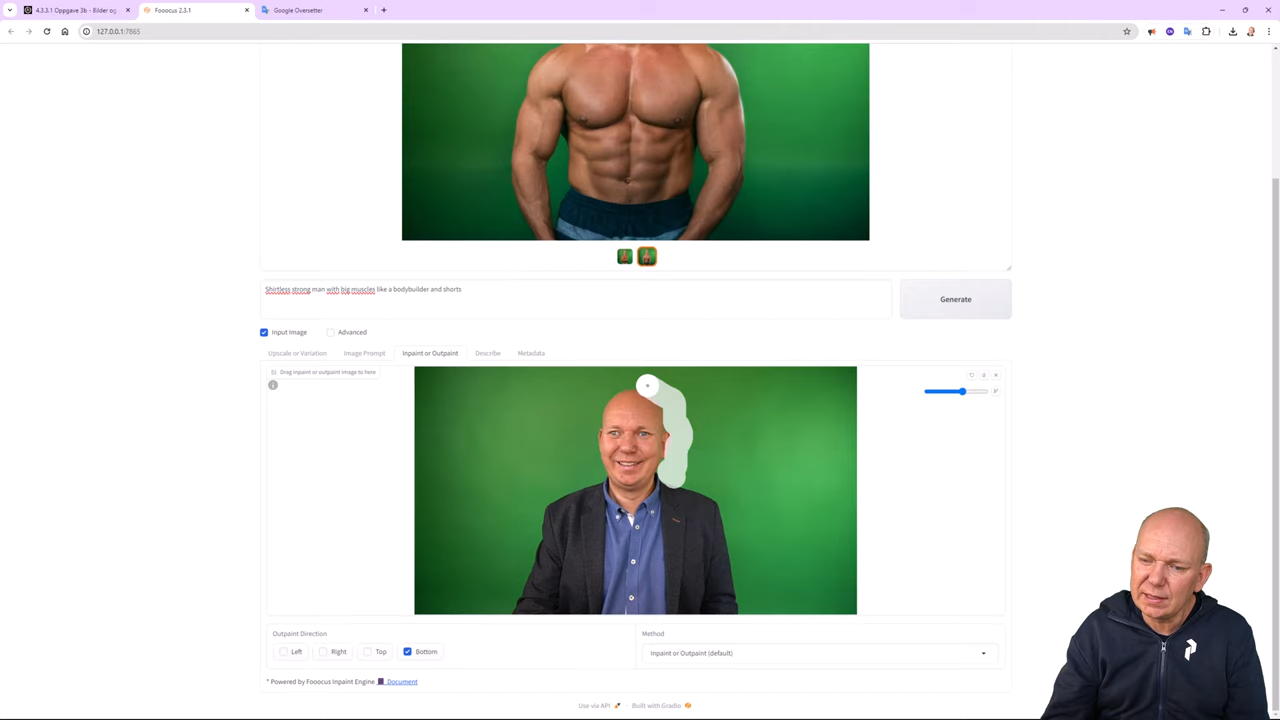 4.3.3.1 Oppgave 3b - Bilder og
Fooocus 2.3.1
Google Oversetter
127.0.0.1:7865
Shirtless strong man with big muscles like a bodybuilder and shorts
Generate
Input Image
Advanced
Upscale or Variation
Image Prompt
Inpaint or Outpaint
Describe
Metadata
Drag inpaint or outpaint image to here
Outpaint Direction
Method
Left
Right
Top
Bottom
Inpaint or Outpaint (default)
* Powered by Fooocus Inpaint Engine Document
Use via API · Built with Gradio